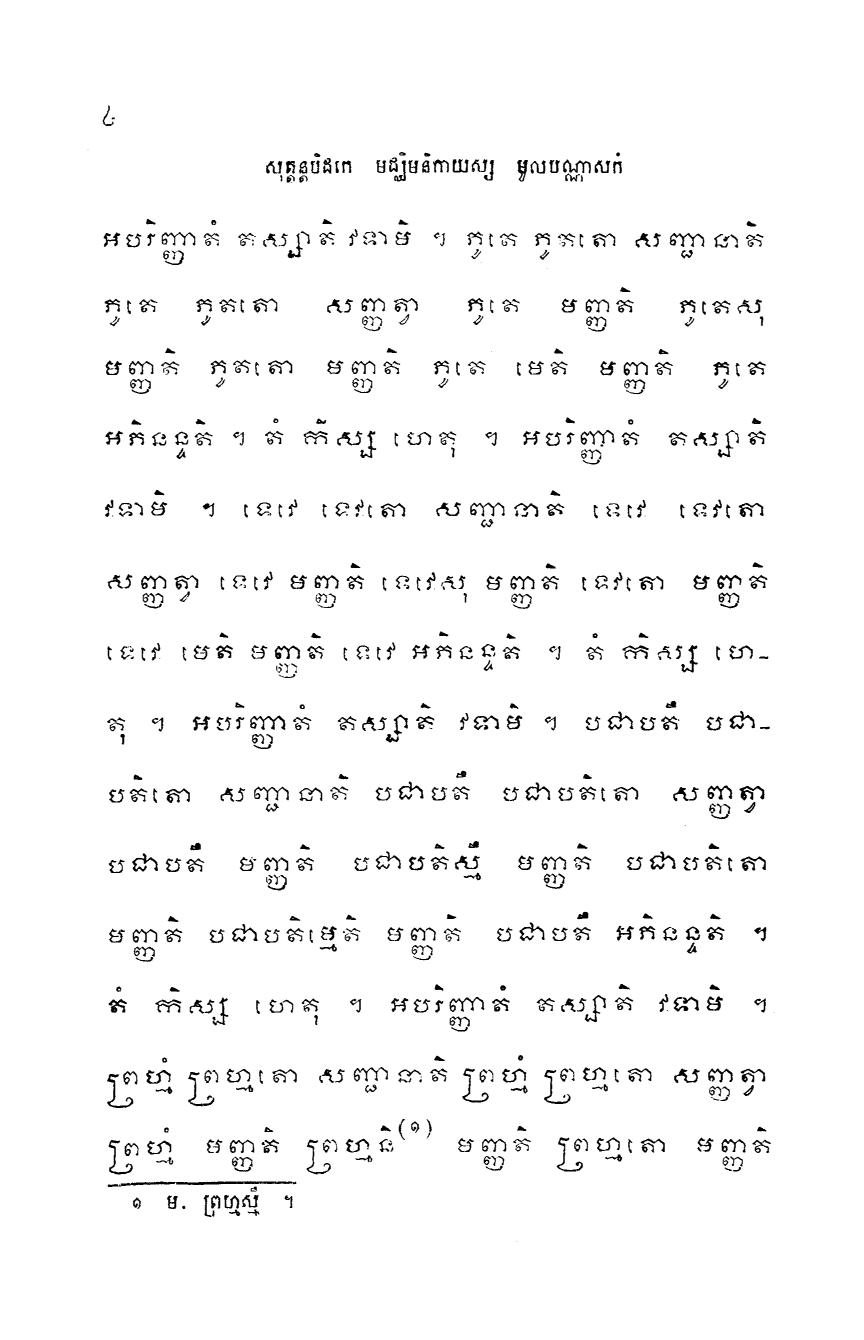 ៤
សុត្តន្តបិដកេ មជ្ឈិមនិកាយស្ស មូលបណ្ណាសកំ
អបរិញ្ញាតំ តស្សាតិ វទាមិ ។ ភូតេ ភូតតោ សញ្ជានាតិ
ភូតេ ភូតតោ សញ្ញត្វា ភូតេ មញ្ញតិ ភូតេសុ
មញ្ញតិ ភូតតោ មញ្ញតិ ភូតេ មេតិ មញ្ញតិ ភូតេ
អភិនន្ទតិ ។ តំ កិស្ស ហេតុ ។ អបរិញ្ញាតំ តស្សាតិ
វទាមិ ។ ទេវេ ទេវតោ សញ្ជានាតិ ទេវេ ទេវតោ
សញ្ញត្វា ទេវេ មញ្ញតិ ទេវេសុ មញ្ញតិ ទេវតោ មញ្ញតិ
ទេវេ មេតិ មញ្ញតិ ទេវេ អភិនន្ទតិ ។ តំ កិស្ស ហេ-
តុ ។ អបរិញ្ញាតំ តស្សាតិ វទាមិ ។ បជាបតឹ បជា-
បតិតោ សញ្ជានាតិ បជាបតឹ បជាបតិតោ សញ្ញត្វា
បជាបតឹ មញ្ញតិ បជាបតិស្មឹ មញ្ញតិ បជាបតិតោ
មញ្ញតិ បជាបតិម្មេតិ មញ្ញតិ បជាបតឹ អភិនន្ទតិ ។
តំ កិស្ស ហេតុ ។ អបរិញ្ញាតំ តស្សាតិ វទាមិ ។
ព្រហ្មំ ព្រហ្មតោ សញ្ជានាតិ ព្រហ្មំ ព្រហ្មតោ សញ្ញត្វា
ព្រហ្មំ មញ្ញតិ ព្រហ្មនិ(១) មញ្ញតិ ព្រហ្មតោ មញ្ញតិ
១ ម. ព្រហ្មស្មឹ ។